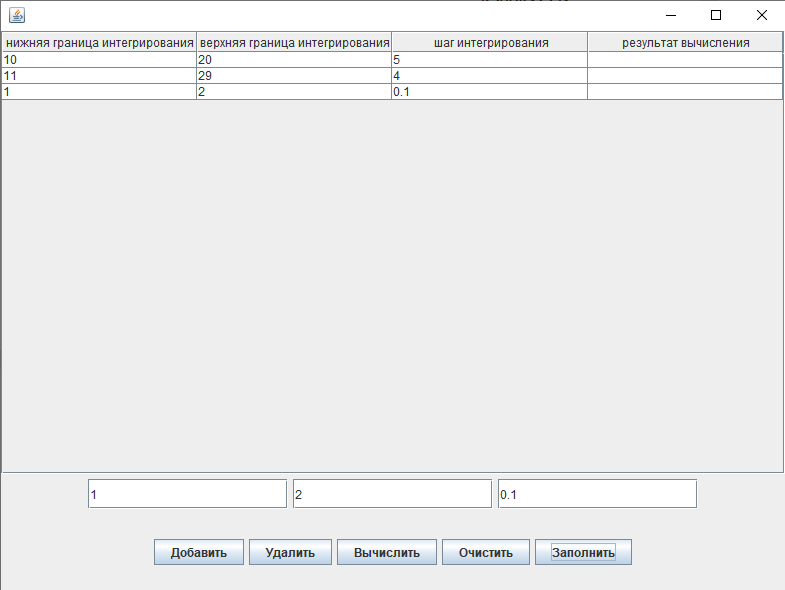 нижняя граница интегрирования верхняя граница интегрирования шаг интегрирования результат вычисления
10 20 5
11 29 4
1 2 0.1
1 2 0.1
Добавить Удалить Вычислить Очистить Заполнить